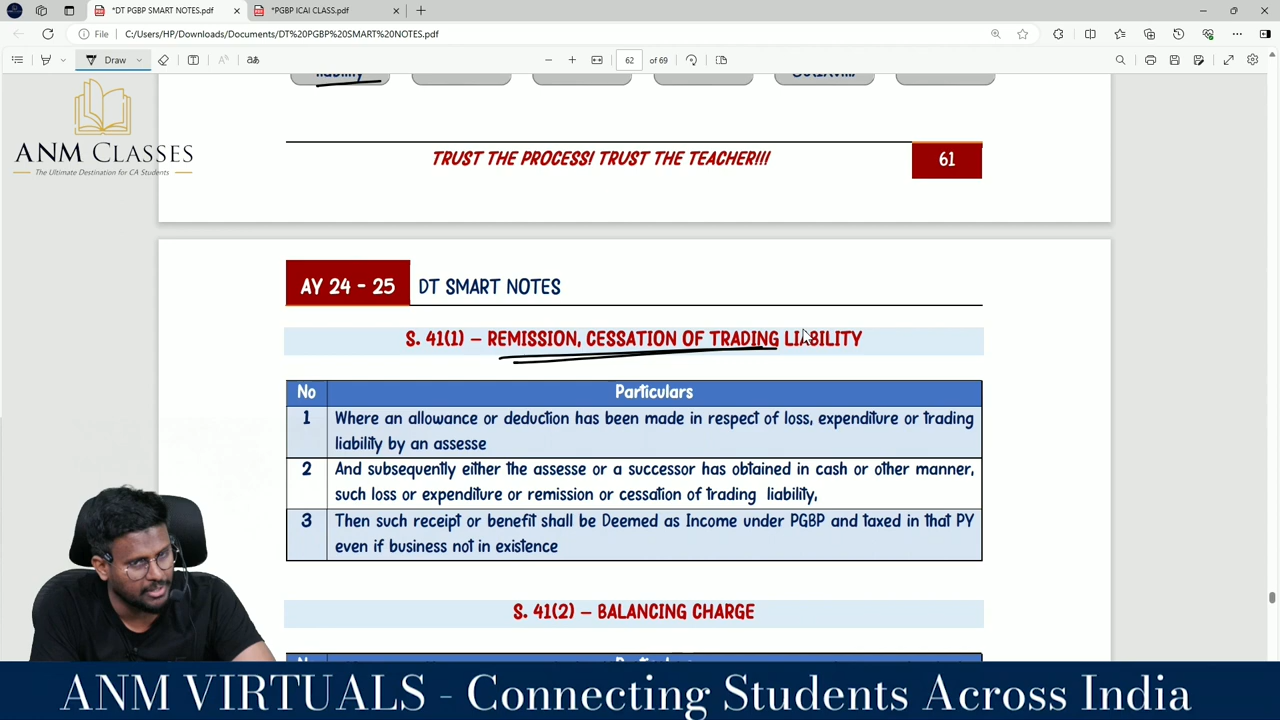 *DT PGBP SMART NOTES.pdf
*PGBP ICAI CLASS.pdf
File
C:/Users/HP/Downloads/Documents/DT%20PGBP%20SMART%20NOTES.pdf
Draw
62 of 69
liability
ANM CLASSES
The Ultimate Destination for CA Students
TRUST THE PROCESS! TRUST THE TEACHER!!!
61
AY 24 - 25
DT SMART NOTES
S. 41(1) – REMISSION, CESSATION OF TRADING LIABILITY
No Particulars
1 Where an allowance or deduction has been made in respect of loss, expenditure or trading
liability by an assesse
2 And subsequently either the assesse or a successor has obtained in cash or other manner,
such loss or expenditure or remission or cessation of trading liability,
3 Then such receipt or benefit shall be Deemed as Income under PGBP and taxed in that PY
even if business not in existence
S. 41(2) – BALANCING CHARGE
No Particulars
ANM VIRTUALS - Connecting Students Across India